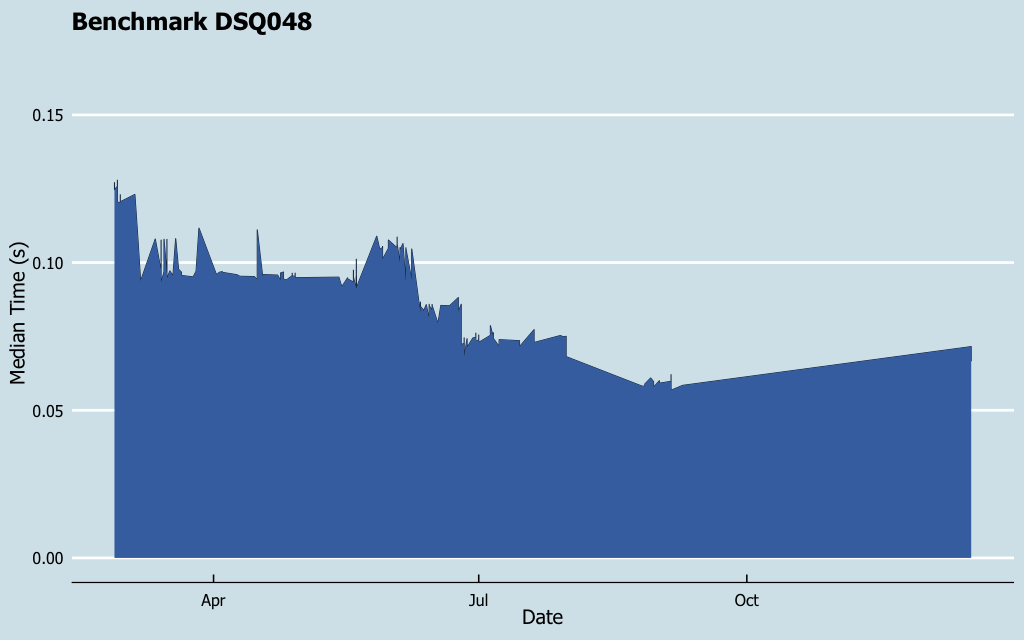 Benchmark DSQ048
0.15
0.10
0.05
0.00
Median Time (s)
Apr
Jul
Oct
Date